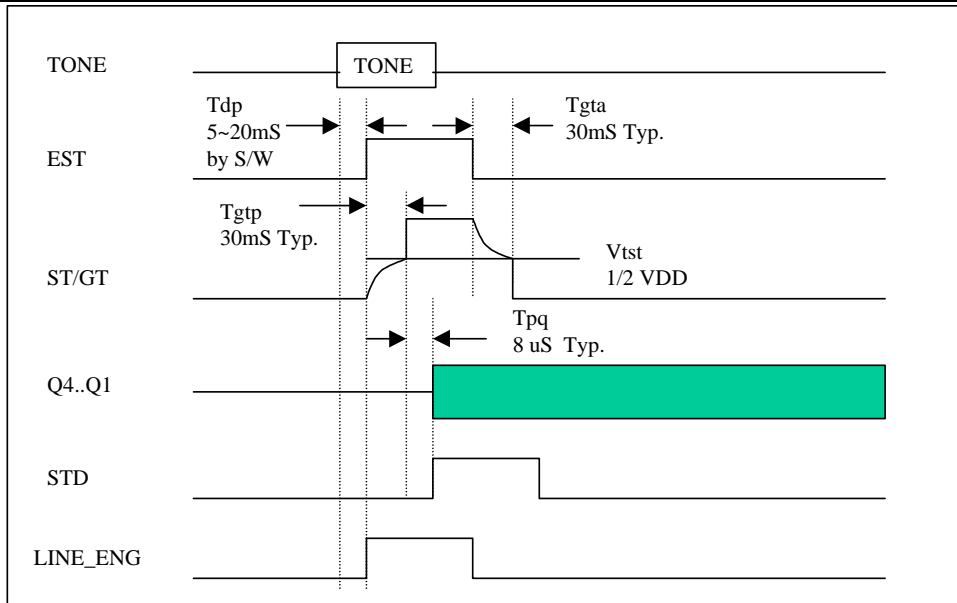 TONE
TONE
Tdp
5~20mS
by S/W
Tgta
30mS Typ.
EST
Tgtp
30mS Typ.
Vtst
1/2 VDD
ST/GT
Tpq
8 uS Typ.
Q4..Q1
STD
LINE_ENG